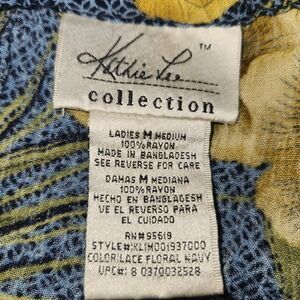 Kathie Lee ™
collection
LADIES M MEDIUM
100% RAYON
MADE IN BANGLADESH
SEE REVERSE FOR CARE
DAMAS M MEDIANA
100% RAYON
HECHO EN BANGLADESH
VE EL REVERSO PARA
EL CUIDADO
RN#95619
STYLE#:KLIM001937000
COLOR:LACE FLORAL NAVY
UPC#: 8 0370032528